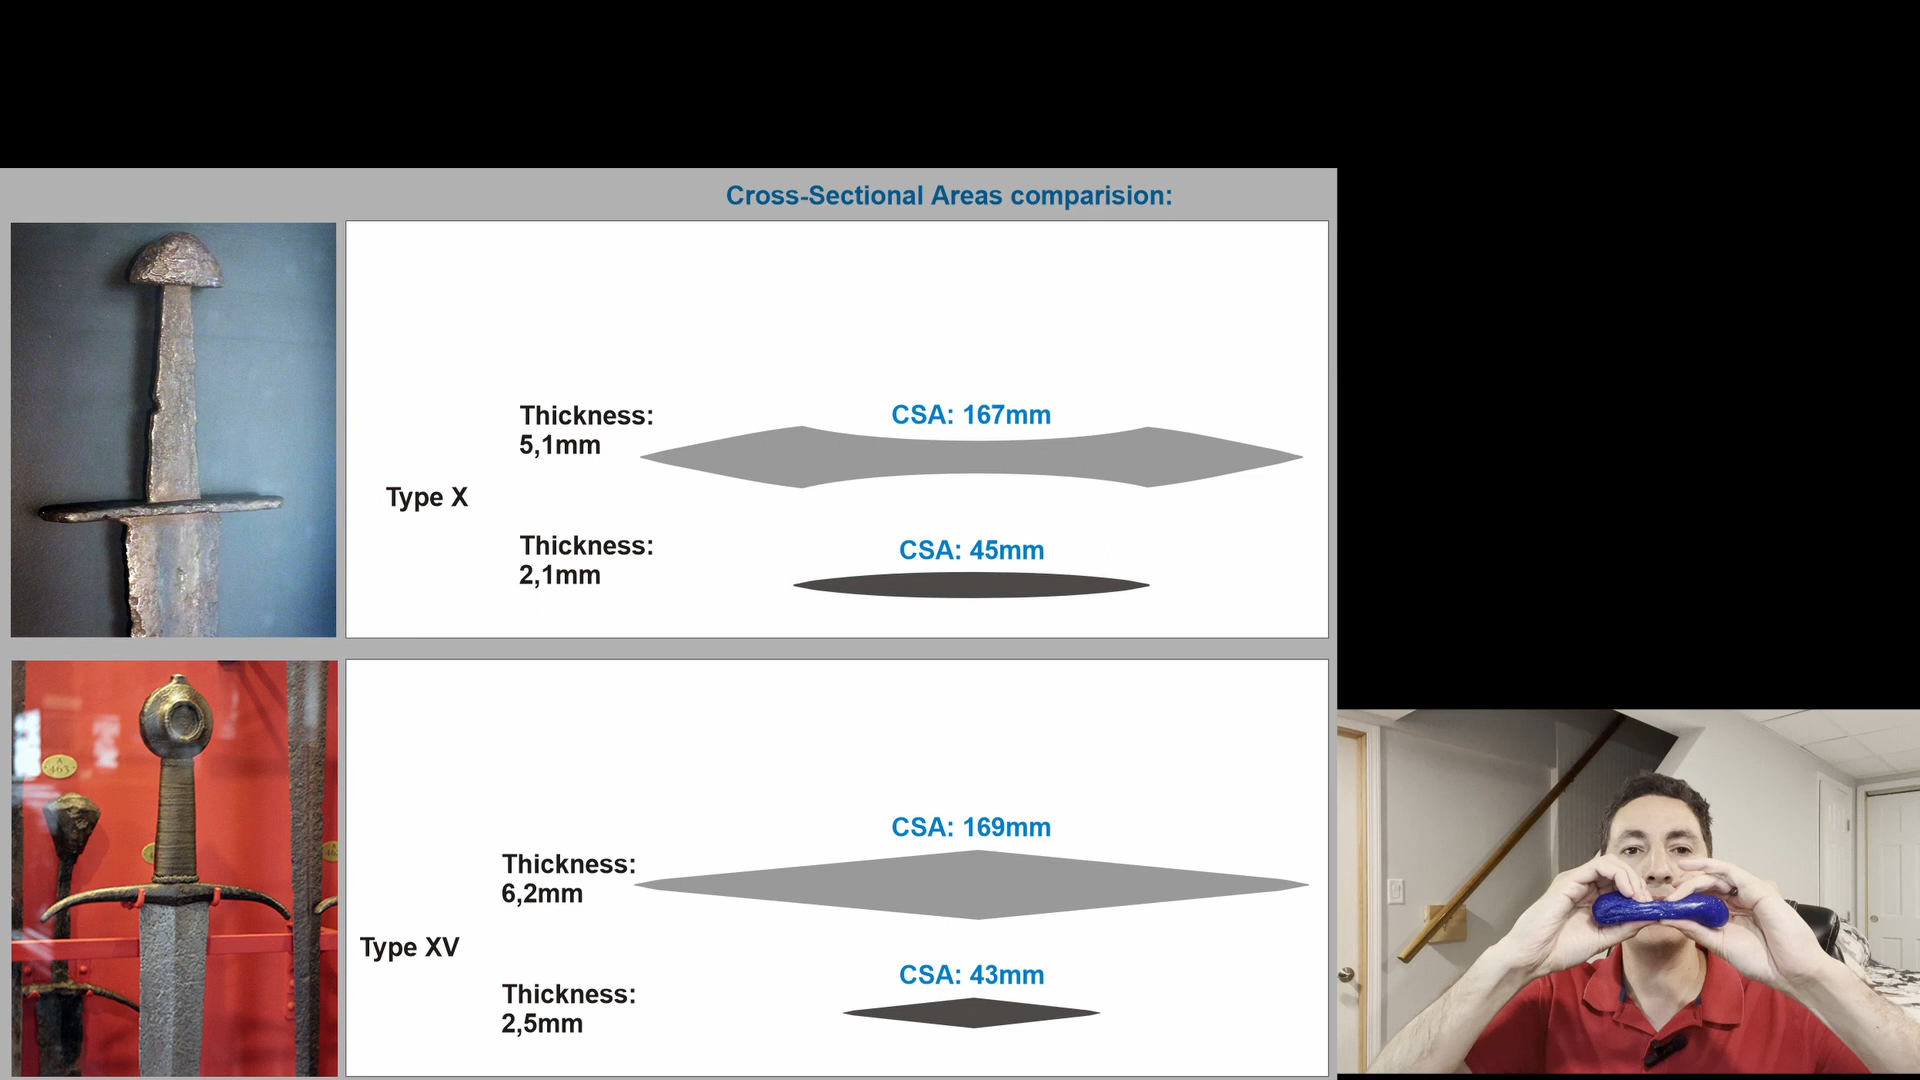 Cross-Sectional Areas comparision:
Thickness:
5,1mm
CSA: 167mm
Type X
Thickness:
2,1mm
CSA: 45mm
CSA: 169mm
Thickness:
6,2mm
Type XV
CSA: 43mm
Thickness:
2,5mm
A
463